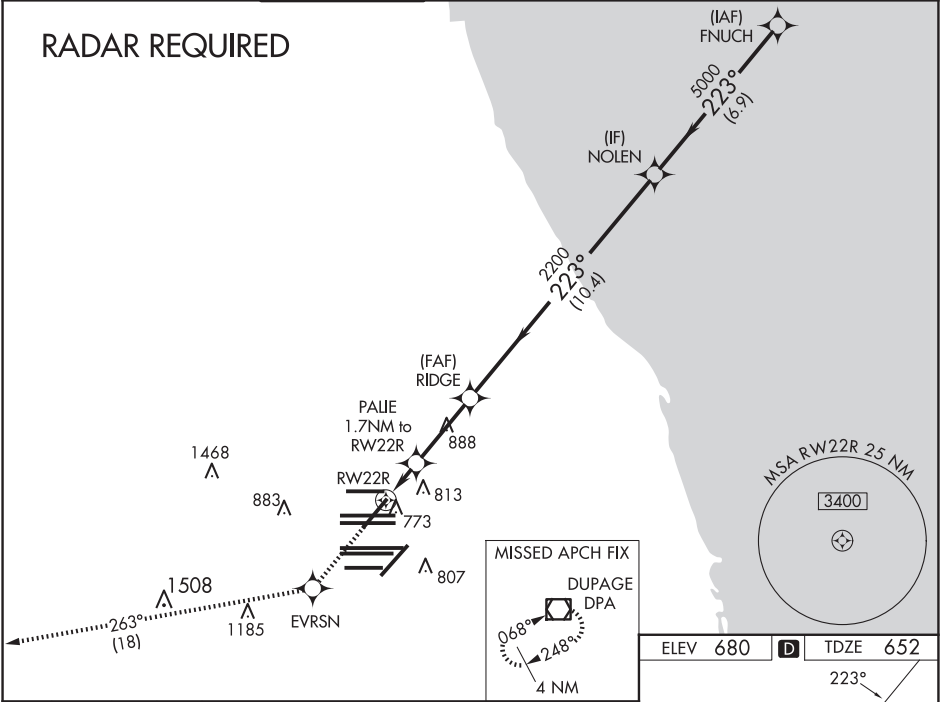 RADAR REQUIRED
(IAF)
FNUCH
5000
223°
(6.9)
(IF)
NOLEN
2200
223°
(10.4)
(FAF)
RIDGE
PALIE
1.7NM to
RW22R
888
1468
RW22R
813
883
773
MSA RW22R 25 NM
3400
807
1508
EVRSN
1185
263°
(18)
MISSED APCH FIX
DUPAGE
DPA
068°
248°
4 NM
ELEV 680 D TDZE 652
223°